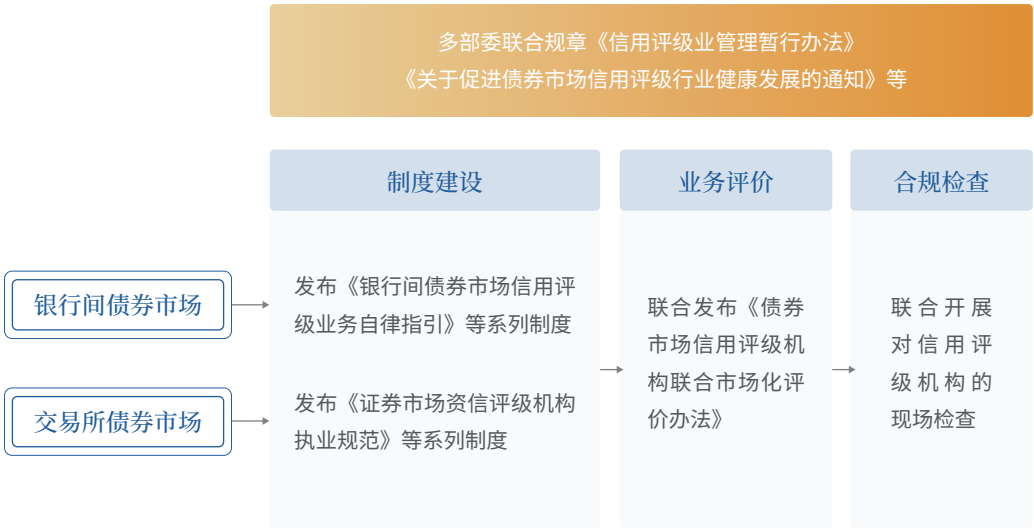 多部委联合规章《信用评级业管理暂行办法》
《关于促进债券市场信用评级行业健康发展的通知》等
制度建设
业务评价
合规检查
银行间债券市场
发布《银行间债券市场信用评
级业务自律指引》等系列制度
交易所债券市场
发布《证券市场资信评级机构
执业规范》等系列制度
联合发布《债券
市场信用评级机
构联合市场化评
价办法》
联合开展
对信用评
级机构的
现场检查